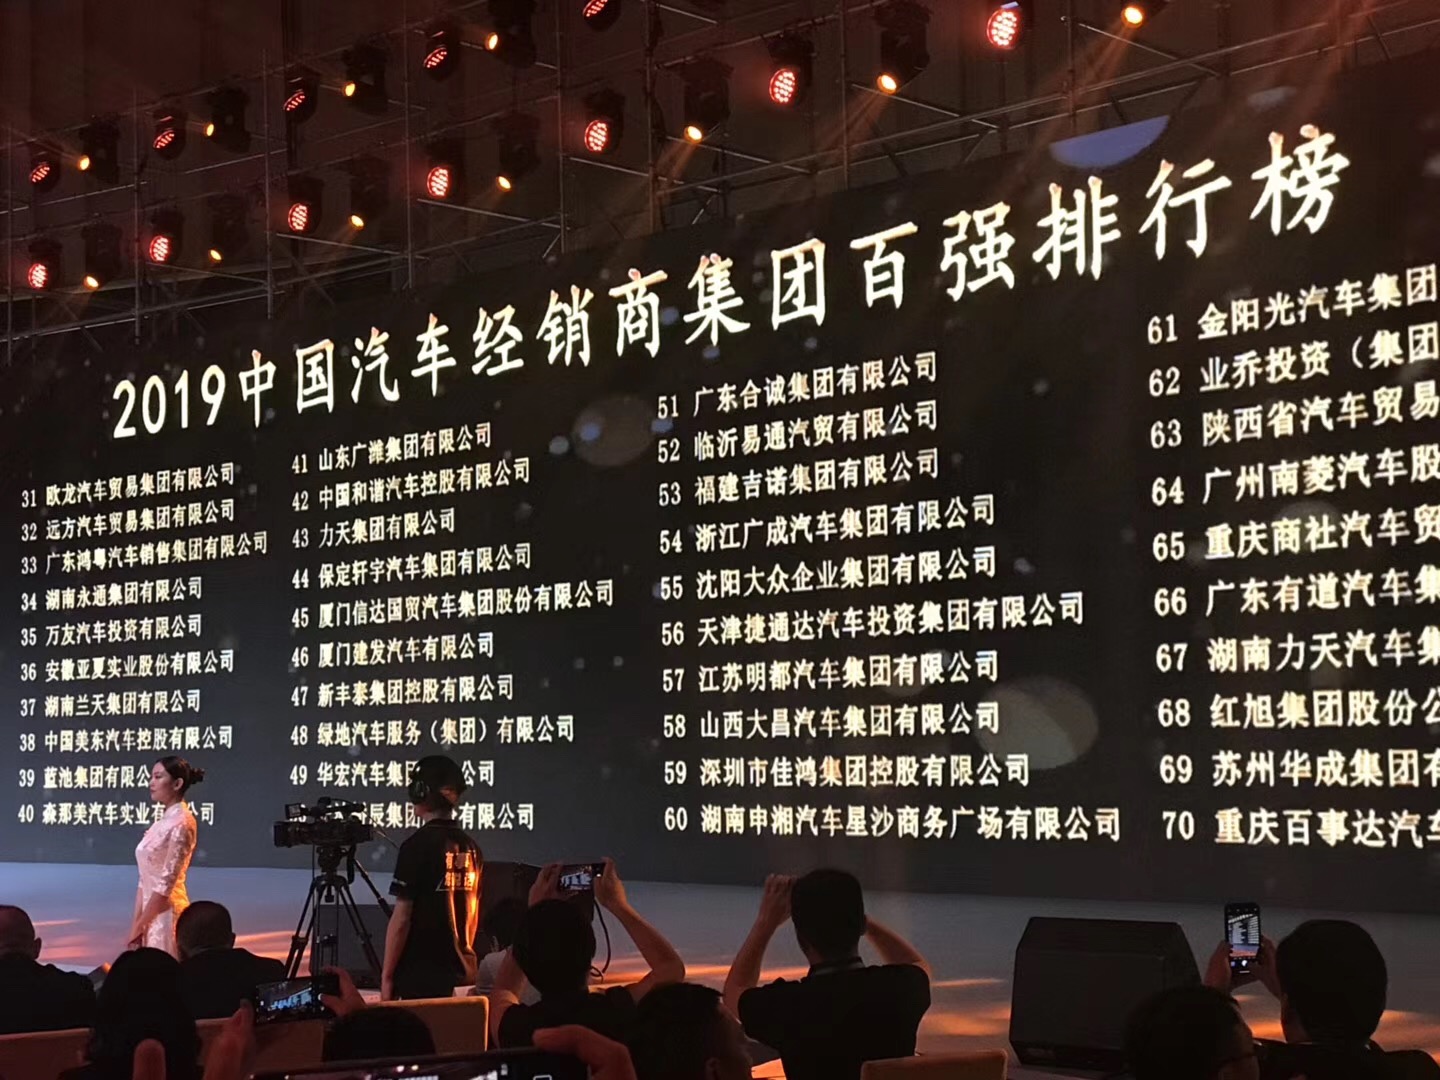 2019中国汽车经销商集团百强排行榜
31 欧龙汽车贸易集团有限公司
32 远方汽车贸易集团有限公司
33 广东鸿粤汽车销售集团有限公司
34 湖南永通集团有限公司
35 万友汽车投资有限公司
36 安徽亚夏实业股份有限公司
37 湖南兰天集团有限公司
38 中国美东汽车控股有限公司
39 蓝池集团有限公
40 森那美汽车实业有 公司
41 山东广潍集团有限公司
42 中国和谐汽车控股有限公司
43 力天集团有限公司
44 保定轩宇汽车集团有限公司
45 厦门信达国贸汽车集团股份有限公司
46 厦门建发汽车有限公司
47 新丰泰集团控股有限公司
48 绿地汽车服务（集团）有限公司
49 华宏汽车集团 公司
辰集团 有限公司
51 广东合诚集团有限公司
52 临沂易通汽贸有限公司
53 福建吉诺集团有限公司
54 浙江广成汽车集团有限公司
55 沈阳大众企业集团有限公司
56 天津捷通达汽车投资集团有限公司
57 江苏明都汽车集团有限公司
58 山西大昌汽车集团有限公司
59 深圳市佳鸿集团控股有限公司
60 湖南申湘汽车星沙商务广场有限公司
61 金阳光汽车集团
62 业乔投资（集团
63 陕西省汽车贸易
64 广州南菱汽车股
65 重庆商社汽车贸
66 广东有道汽车集
67 湖南力天汽车集
68 红旭集团股份公
69 苏州华成集团有
70 重庆百事达汽车